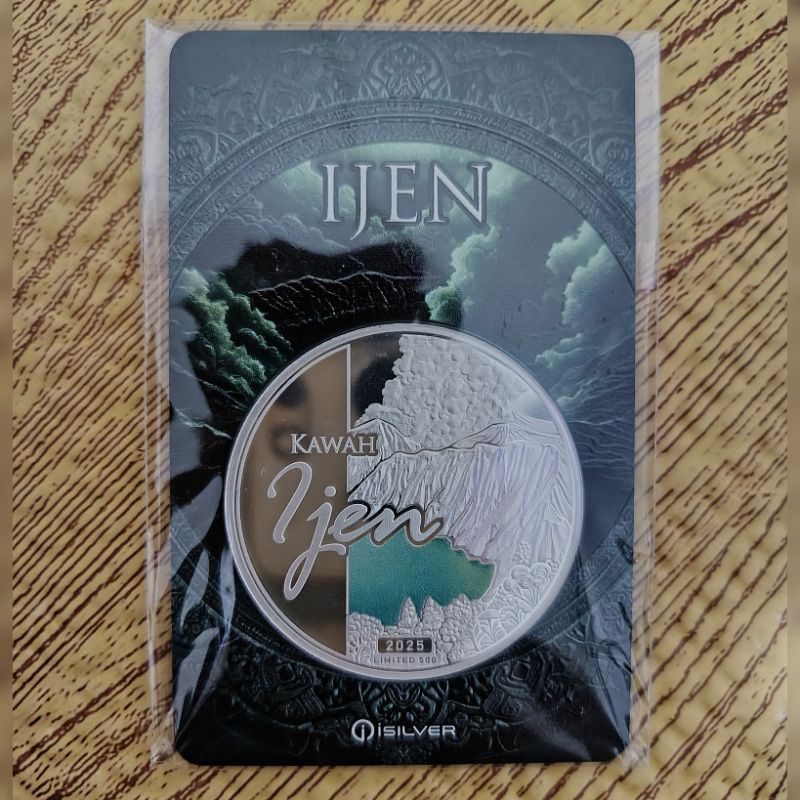 IJEN
KAWAH
Ijen
2025
LIMITED 500
iSILVER